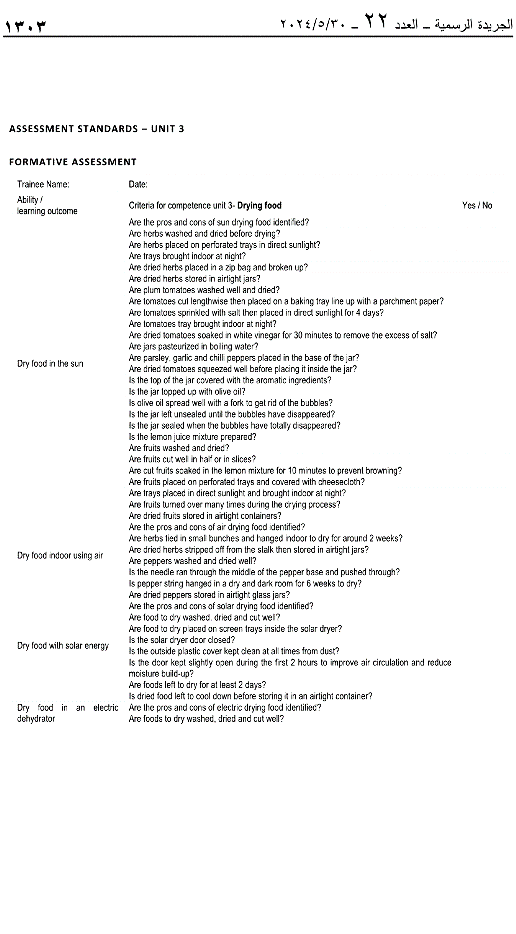 الجريدة الرسمية – العدد ٢٢ – ٢٠٢٤/٥/٣٠
١٣٠٣
ASSESSMENT STANDARDS – UNIT 3
FORMATIVE ASSESSMENT
Trainee Name: Date:
Ability /
learning outcome
Criteria for competence unit 3- Drying food Yes / No
Are the pros and cons of sun drying food identified?
Are herbs washed and dried before drying?
Are herbs placed on perforated trays in direct sunlight?
Are trays brought indoor at night?
Are dried herbs placed in a zip bag and broken up?
Are dried herbs stored in airtight jars?
Are plum tomatoes washed well and dried?
Are tomatoes cut lengthwise then placed on a baking tray line up with a parchment paper?
Are tomatoes sprinkled with salt then placed in direct sunlight for 4 days?
Are tomatoes tray brought indoor at night?
Are dried tomatoes soaked in white vinegar for 30 minutes to remove the excess of salt?
Are jars pasteurized in boiling water?
Dry food in the sun
Are parsley, garlic and chilli peppers placed in the base of the jar?
Are dried tomatoes squeezed well before placing it inside the jar?
Is the top of the jar covered with the aromatic ingredients?
Is the jar topped up with olive oil?
Is olive oil spread well with a fork to get rid of the bubbles?
Is the jar left unsealed until the bubbles have disappeared?
Is the jar sealed when the bubbles have totally disappeared?
Is the lemon juice mixture prepared?
Are fruits washed and dried?
Are fruits cut well in half or in slices?
Are cut fruits soaked in the lemon mixture for 10 minutes to prevent browning?
Are fruits placed on perforated trays and covered with cheesecloth?
Are trays placed in direct sunlight and brought indoor at night?
Are fruits turned over many times during the drying process?
Are dried fruits stored in airtight containers?
Are the pros and cons of air drying food identified?
Are herbs tied in small bunches and hanged indoor to dry for around 2 weeks?
Are dried herbs stripped off from the stalk then stored in airtight jars?
Dry food indoor using air
Are peppers washed and dried well?
Is the needle ran through the middle of the pepper base and pushed through?
Is pepper string hanged in a dry and dark room for 6 weeks to dry?
Are dried peppers stored in airtight glass jars?
Are the pros and cons of solar drying food identified?
Are food to dry washed, dried and cut well?
Are food to dry placed on screen trays inside the solar dryer?
Is the solar dryer door closed?
Dry food with solar energy
Is the outside plastic cover kept clean at all times from dust?
Is the door kept slightly open during the first 2 hours to improve air circulation and reduce
moisture build-up?
Are foods left to dry for at least 2 days?
Is dried food left to cool down before storing it in an airtight container?
Dry food in an electric
dehydrator
Are the pros and cons of electric drying food identified?
Are foods to dry washed, dried and cut well?